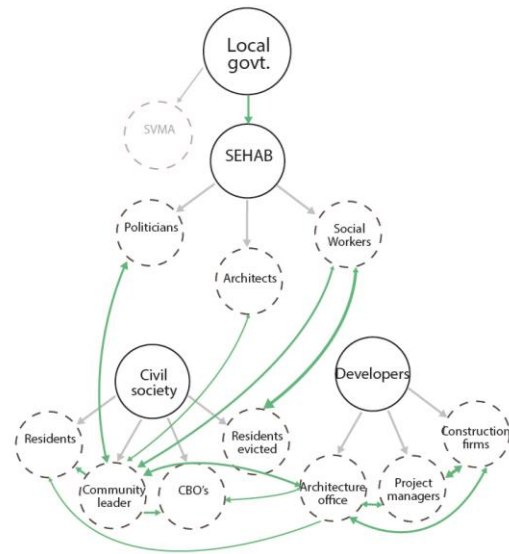 Local
govt.
SVMA
SEHAB
Politicians
Social
Workers
Architects
Civil
society
Developers
Residents
Residents
evicted
Construction
firms
Community
leader
CBO's
Architecture
office
Project
managers